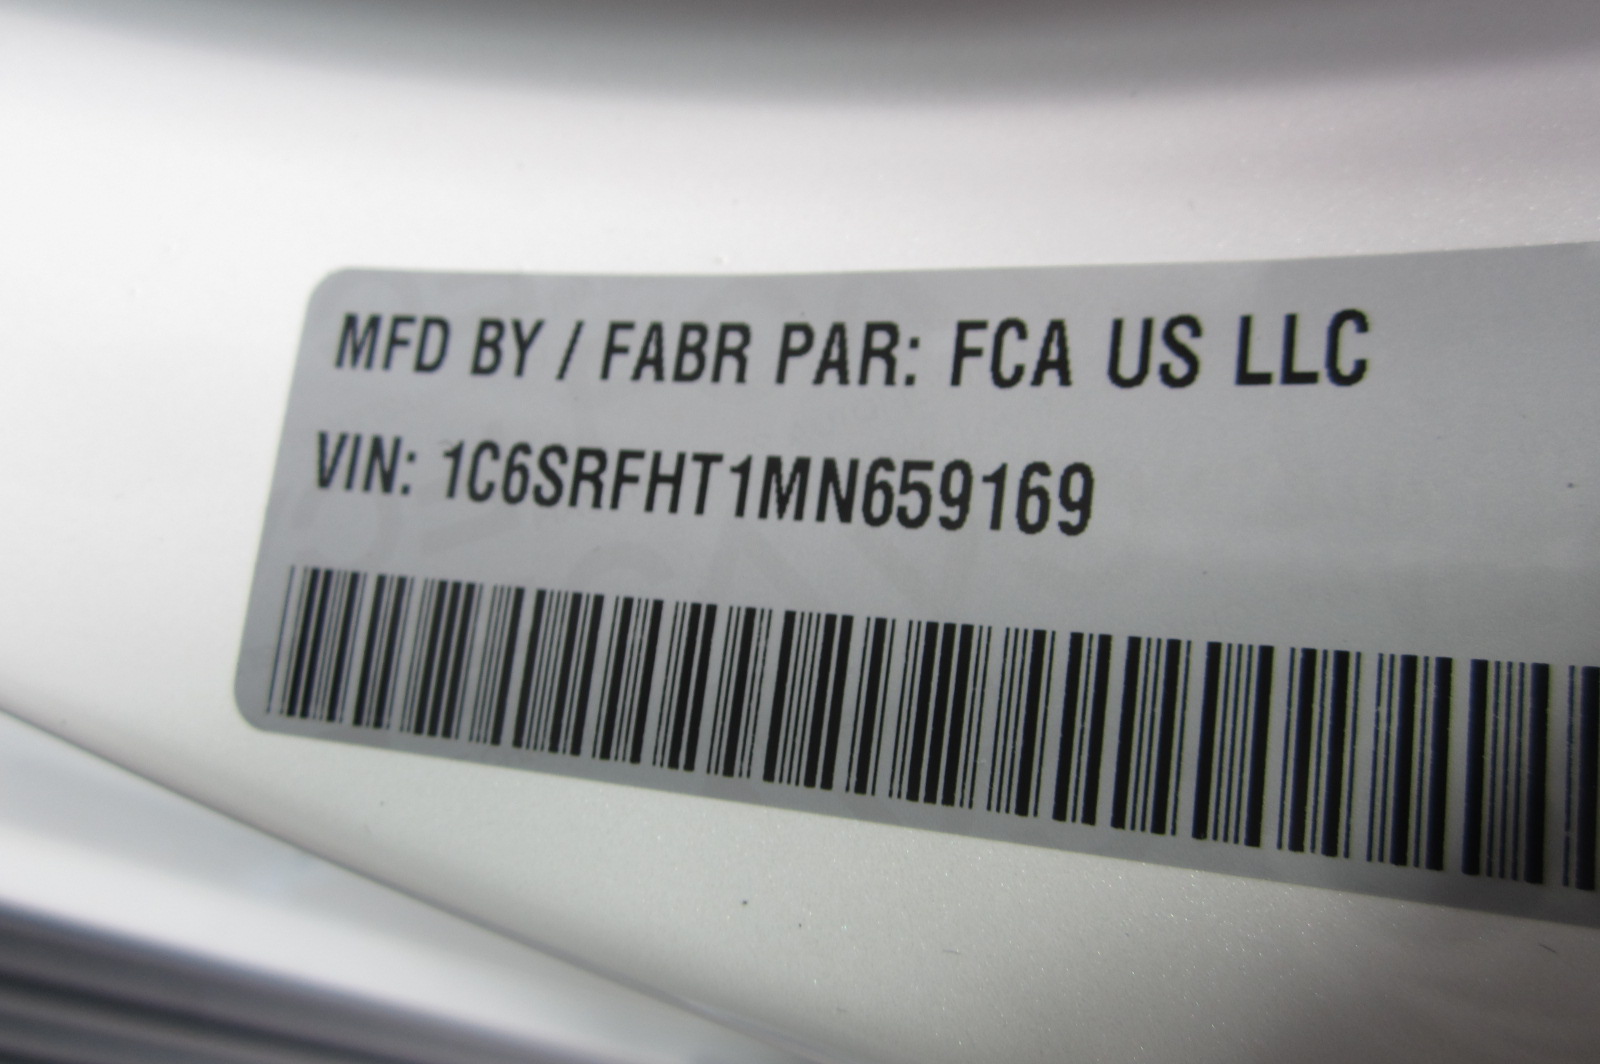 MFD BY / FABR PAR: FCA US LLC
VIN: 1C6SRFHT1MN659169